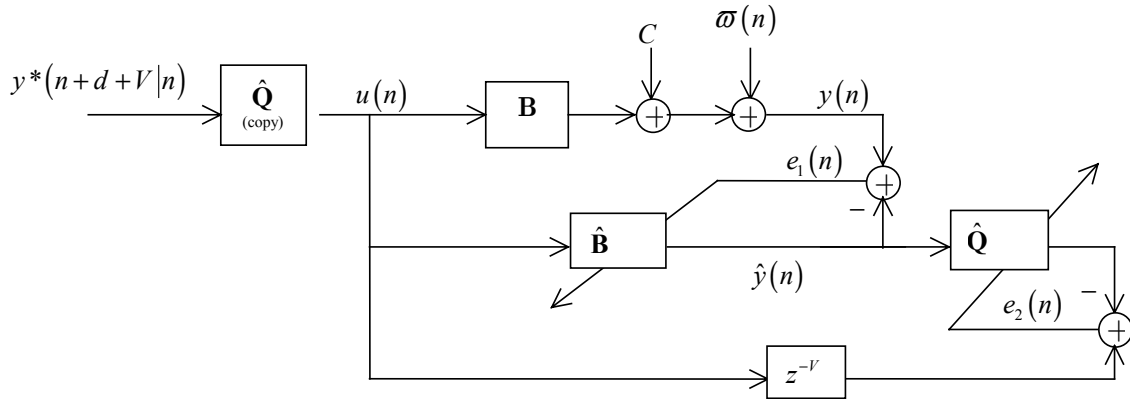 C
ϖ(n)
y*(n+d+V|n)
Q̂
(copy)
u(n)
B
+
+
y(n)
e₁(n)
+
−
B̂
Q̂
ŷ(n)
−
e₂(n)
+
z⁻ⱽ